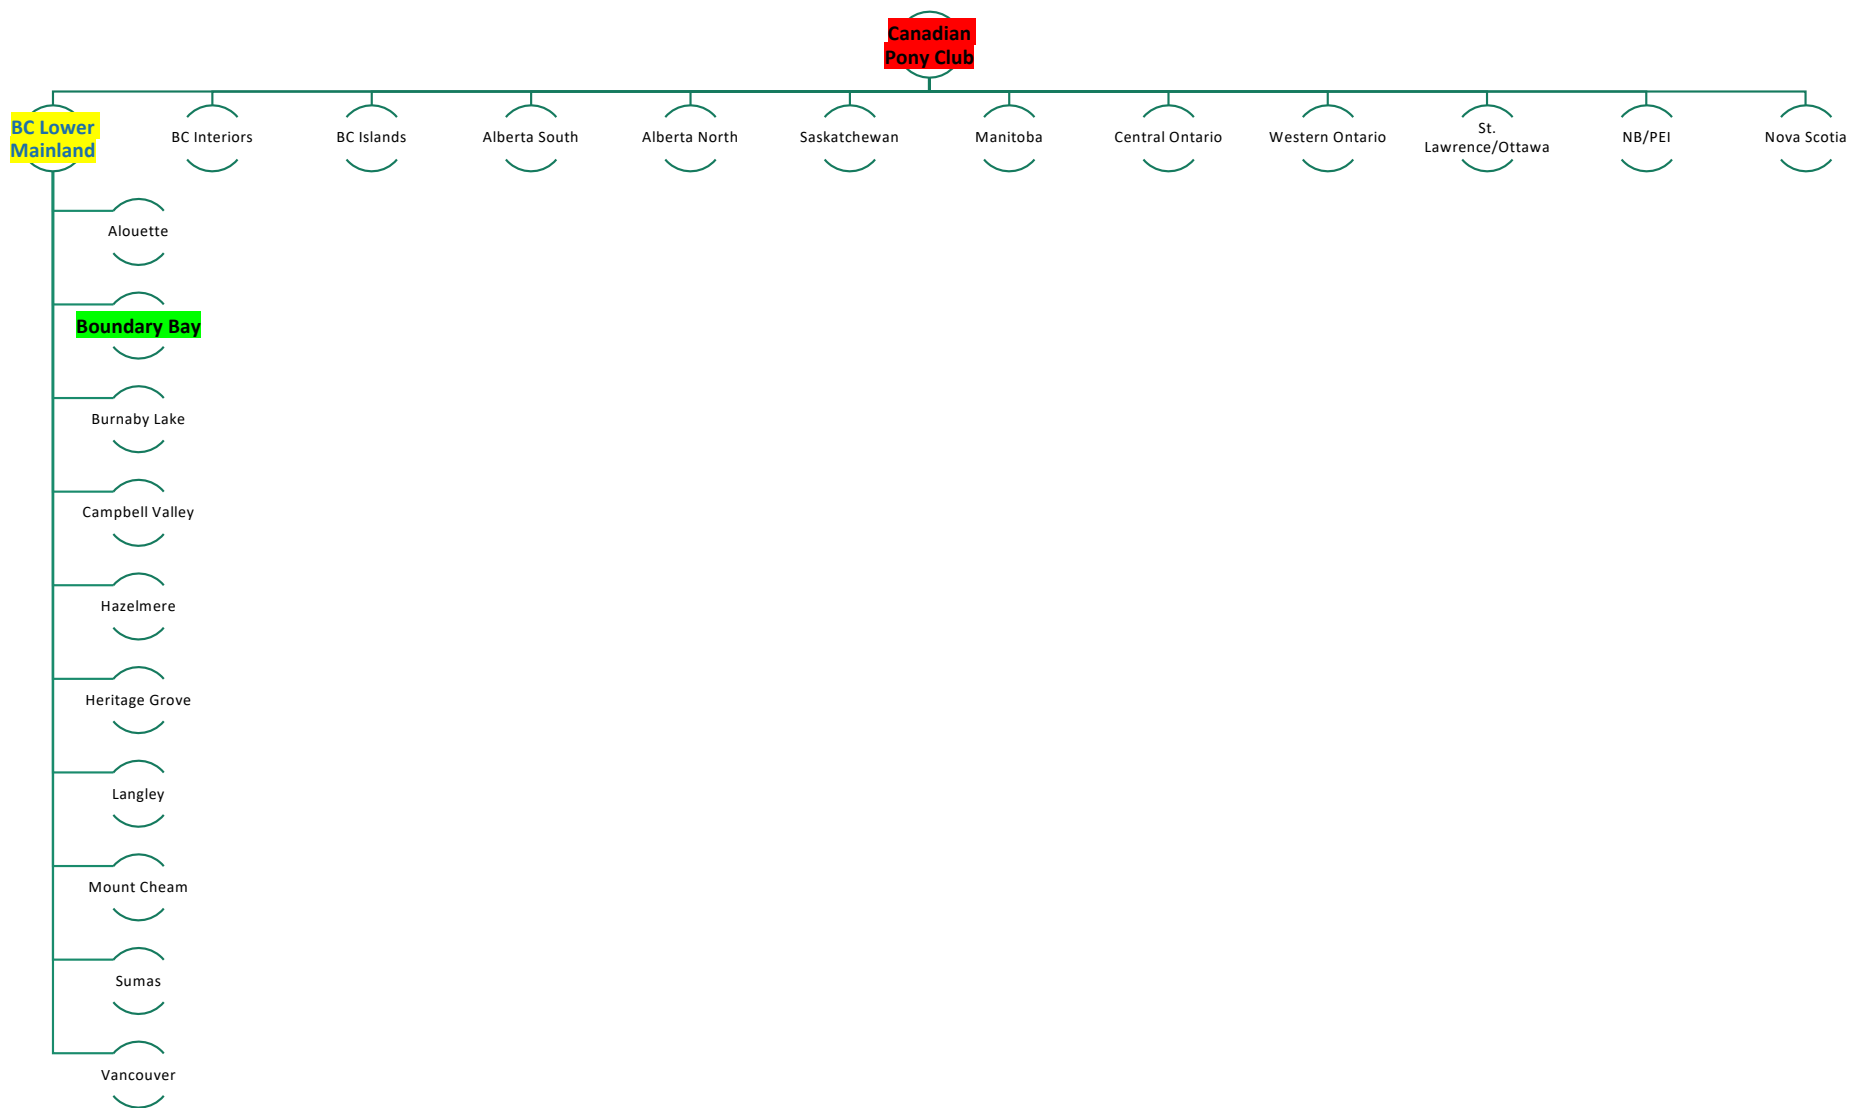 Canadian
Pony Club
BC Lower
Mainland
BC Interiors
BC Islands
Alberta South
Alberta North
Saskatchewan
Manitoba
Central Ontario
Western Ontario
St.
Lawrence/Ottawa
NB/PEI
Nova Scotia
Alouette
Boundary Bay
Burnaby Lake
Campbell Valley
Hazelmere
Heritage Grove
Langley
Mount Cheam
Sumas
Vancouver